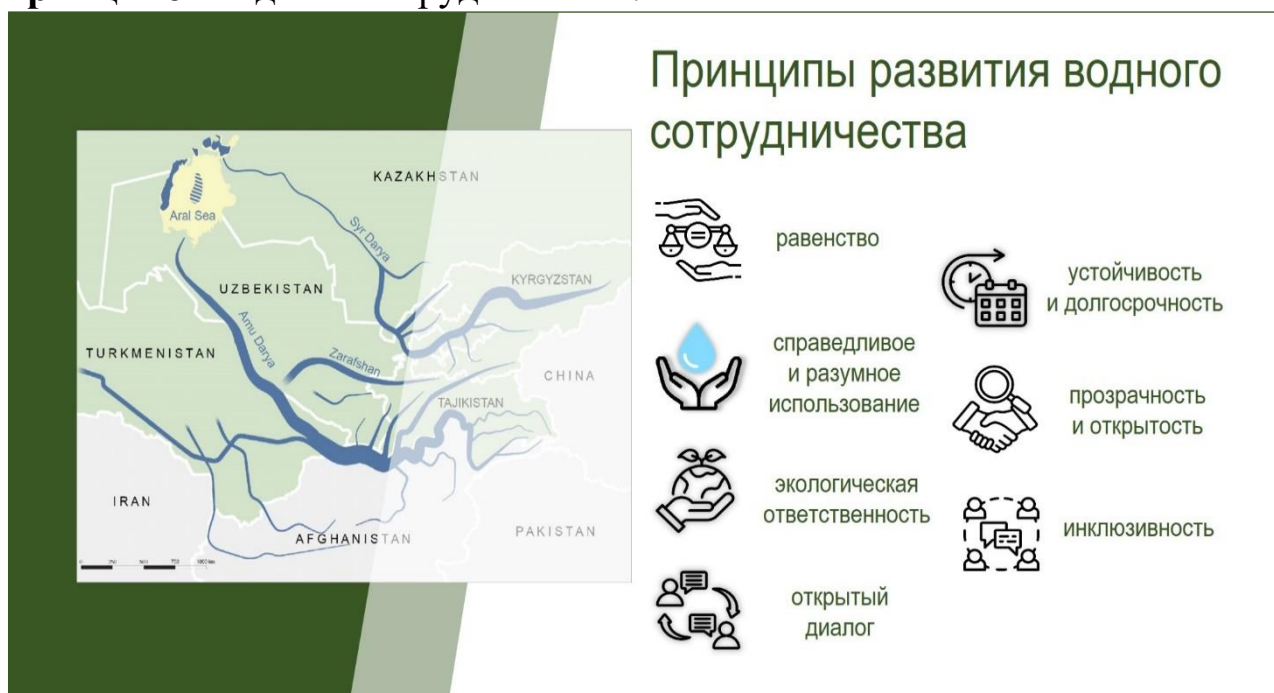 Принципы развития водного
сотрудничества
KAZAKHSTAN
Aral Sea
Syr Darya
KYRGYZSTAN
UZBEKISTAN
Amu Darya
TURKMENISTAN
Zarafshan
CHINA
TAJIKISTAN
IRAN
AFGHANISTAN
PAKISTAN
равенство
справедливое
и разумное
использование
экологическая
ответственность
открытый
диалог
устойчивость
и долгосрочность
прозрачность
и открытость
инклюзивность